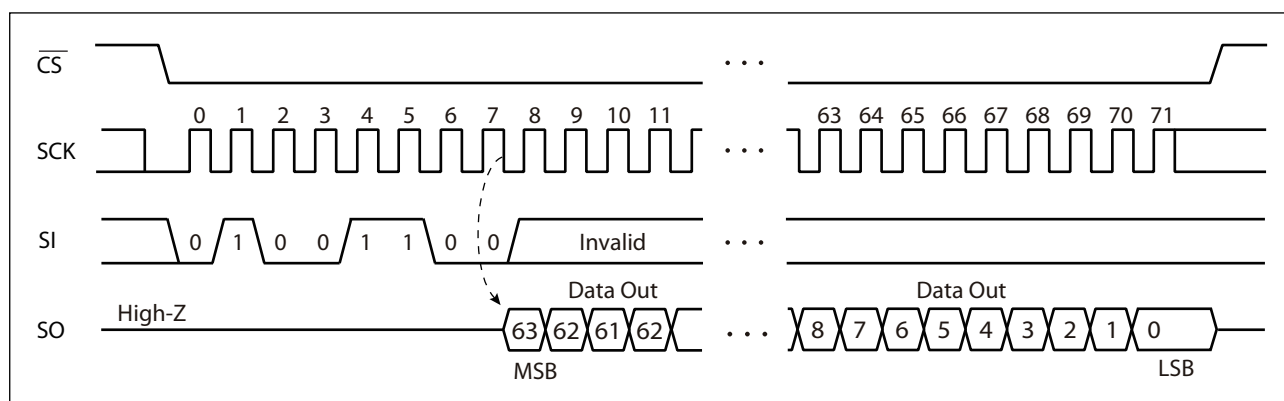 CS
0 1 2 3 4 5 6 7 8 9 10 11 63 64 65 66 67 68 69 70 71
SCK
SI 0 1 0 0 1 1 0 0 Invalid
High-Z Data Out Data Out
SO 63 62 61 62 8 7 6 5 4 3 2 1 0
MSB LSB